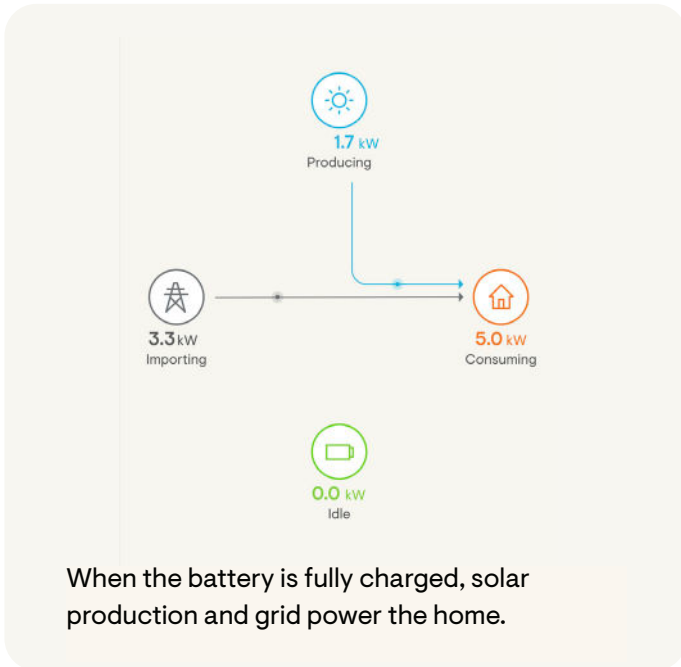 1.7 kW
Producing
3.3kW
Importing
5.0 kW
Consuming
0.0 kW
Idle
When the battery is fully charged, solar
production and grid power the home.